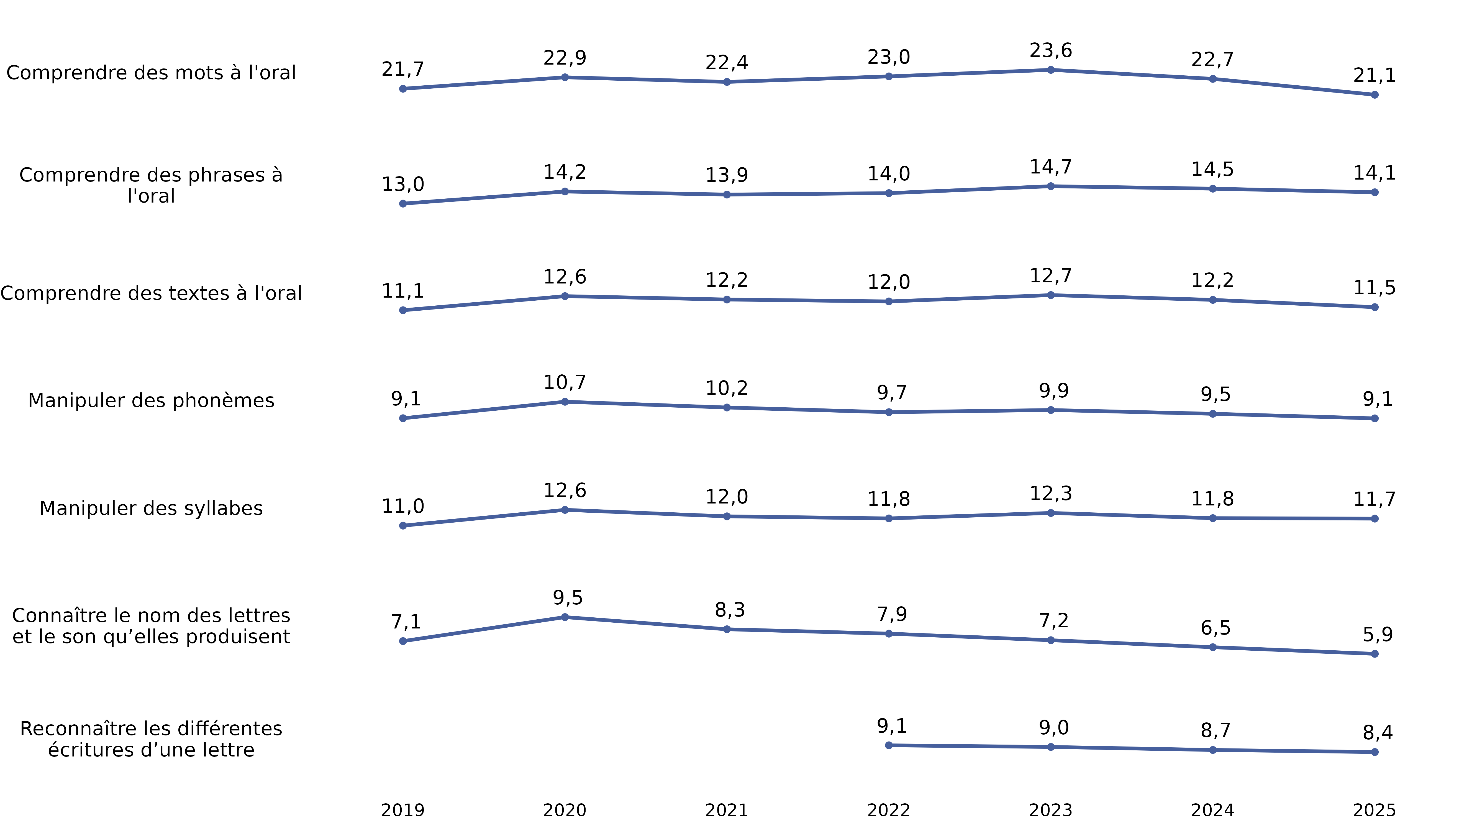 Comprendre des mots à l'oral
21,7 22,9 22,4 23,0 23,6 22,7 21,1
Comprendre des phrases à
l'oral
13,0 14,2 13,9 14,0 14,7 14,5 14,1
Comprendre des textes à l'oral
11,1 12,6 12,2 12,0 12,7 12,2 11,5
Manipuler des phonèmes
9,1 10,7 10,2 9,7 9,9 9,5 9,1
Manipuler des syllabes
11,0 12,6 12,0 11,8 12,3 11,8 11,7
Connaître le nom des lettres
et le son qu’elles produisent
7,1 9,5 8,3 7,9 7,2 6,5 5,9
Reconnaître les différentes
écritures d’une lettre
9,1 9,0 8,7 8,4
2019 2020 2021 2022 2023 2024 2025